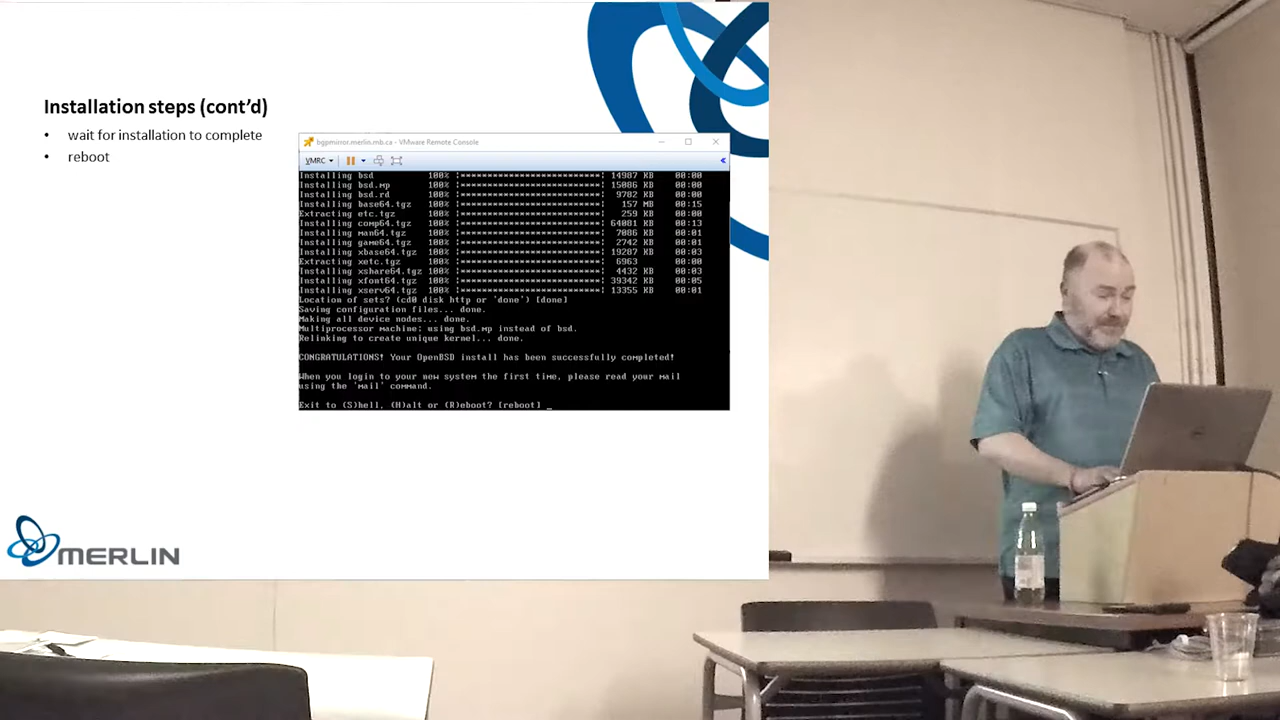 Installation steps (cont'd)
• wait for installation to complete
• reboot
bgpmirror.merlin.mb.ca - VMware Remote Console
VMRC
Installing bsd 100% |**************************| 14987 KB 00:00
Installing bsd.mp 100% |**************************| 15086 KB 00:00
Installing bsd.rd 100% |**************************| 9782 KB 00:00
Installing base64.tgz 100% |**************************| 157 MB 00:15
Extracting etc.tgz 100% |**************************| 259 KB 00:00
Installing comp64.tgz 100% |**************************| 64081 KB 00:13
Installing man64.tgz 100% |**************************| 7086 KB 00:01
Installing game64.tgz 100% |**************************| 2742 KB 00:01
Installing xbase64.tgz 100% |**************************| 19287 KB 00:03
Extracting xetc.tgz 100% |**************************| 6963 00:00
Installing xshare64.tgz 100% |**************************| 4432 KB 00:03
Installing xfont64.tgz 100% |**************************| 39342 KB 00:05
Installing xserv64.tgz 100% |**************************| 13355 KB 00:01
Location of sets? (cd0 disk http or 'done') [done]
Saving configuration files... done.
Making all device nodes... done.
Multiprocessor machine; using bsd.mp instead of bsd.
Relinking to create unique kernel... done.
CONGRATULATIONS! Your OpenBSD install has been successfully completed!
When you login to your new system the first time, please read your mail
using the 'mail' command.
Exit to (S)hell, (H)alt or (R)eboot? [reboot] _
MERLIN